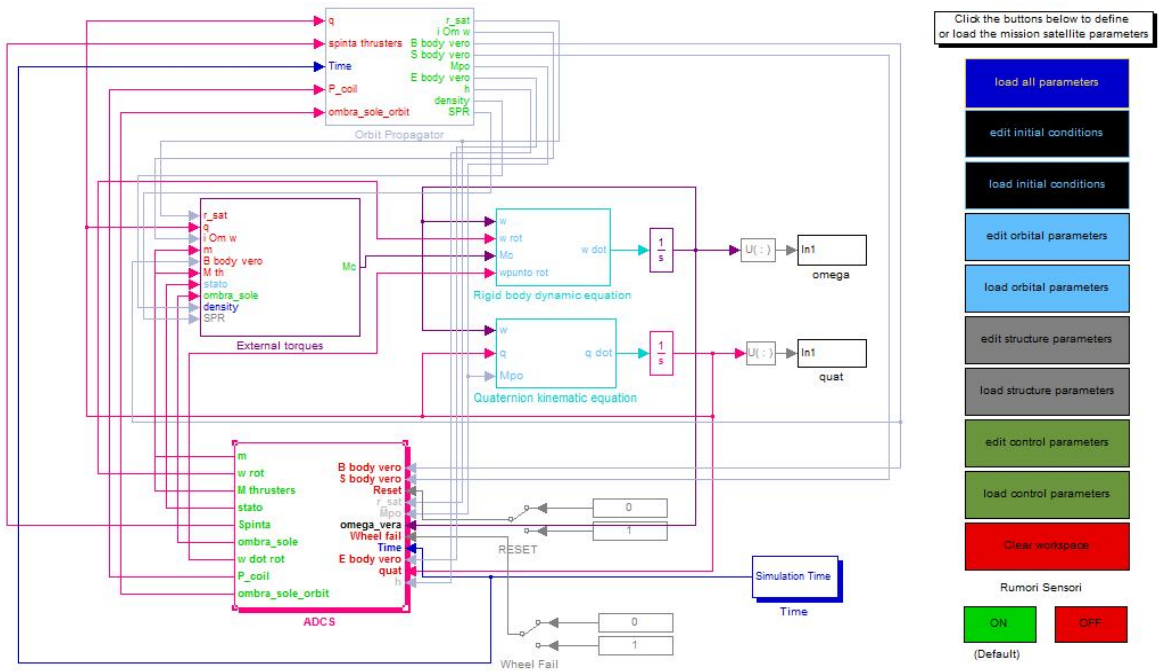 q
spinta thrusters
Time
P_coil
ombra_sole_orbit
r_sat
i Om w
B body vero
S body vero
Mpo
E body vero
h
density
SPR
Orbit Propagator
r_sat
q
i Om w
m
B body vero
M th
stato
ombra_sole
density
SPR
Mc
External torques
w
w rot
Mc
wpunto rot
w dot
Rigid body dynamic equation
1
s
U( : )
In1
omega
w
q
Mpo
q dot
Quaternion kinematic equation
1
s
U( : )
In1
quat
m
w rot
M thrusters
stato
Spinta
ombra_sole
w dot rot
P_coil
ombra_sole_orbit
B body vero
S body vero
Reset
r_sat
Mpo
omega_vera
Wheel fail
Time
E body vero
quat
h
ADCS
0
1
RESET
0
1
Wheel Fail
Simulation Time
Time
Click the buttons below to define
or load the mission satellite parameters
load all parameters
edit initial conditions
load initial conditions
edit orbital parameters
load orbital parameters
edit structure parameters
load structure parameters
edit control parameters
load control parameters
Clear workspace
Rumori Sensori
ON
OFF
(Default)